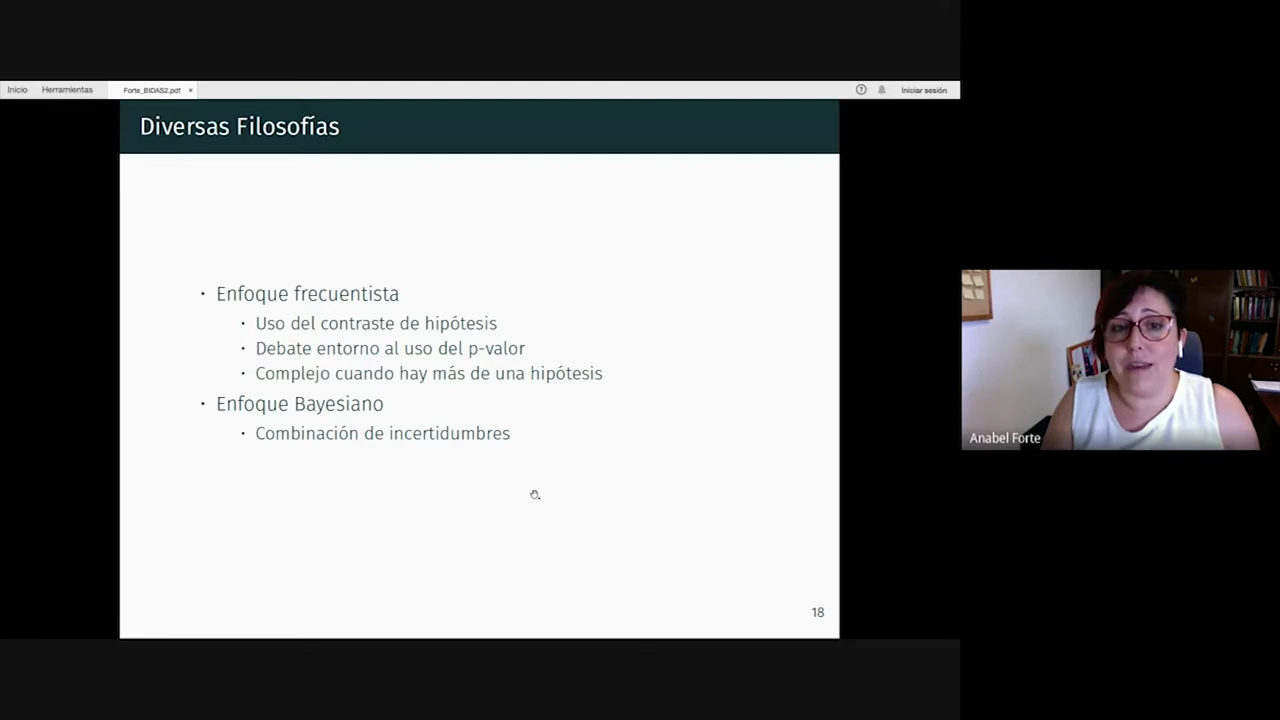 Inicio Herramientas Forte_BIDAS2.pdf × Iniciar sesión
Diversas Filosofías
· Enfoque frecuentista
· Uso del contraste de hipótesis
· Debate entorno al uso del p-valor
· Complejo cuando hay más de una hipótesis
· Enfoque Bayesiano
· Combinación de incertidumbres
Anabel Forte
18